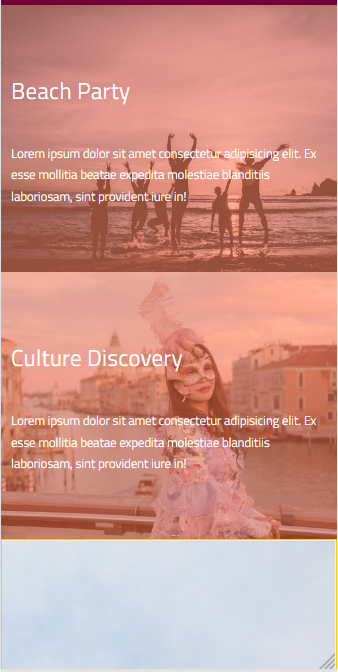 Beach Party
Lorem ipsum dolor sit amet consectetur adipisicing elit. Ex
esse mollitia beatae expedita molestiae blanditiis
laboriosam, sint provident iure in!
Culture Discovery
Lorem ipsum dolor sit amet consectetur adipisicing elit. Ex
esse mollitia beatae expedita molestiae blanditiis
laboriosam, sint provident iure in!